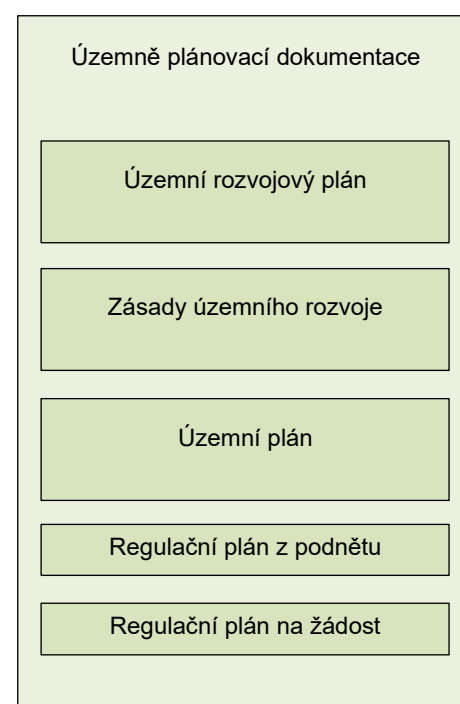 Územně plánovací dokumentace
Územní rozvojový plán
Zásady územního rozvoje
Územní plán
Regulační plán z podnětu
Regulační plán na žádost